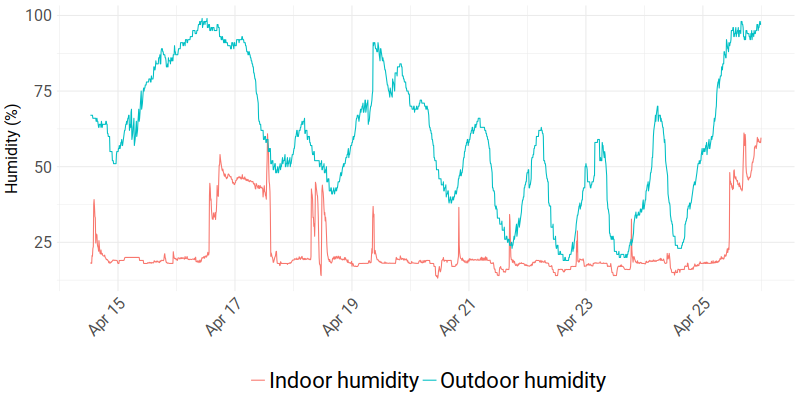 100
75
50
25
Humidity (%)
Apr 15
Apr 17
Apr 19
Apr 21
Apr 23
Apr 25
Indoor humidity
Outdoor humidity